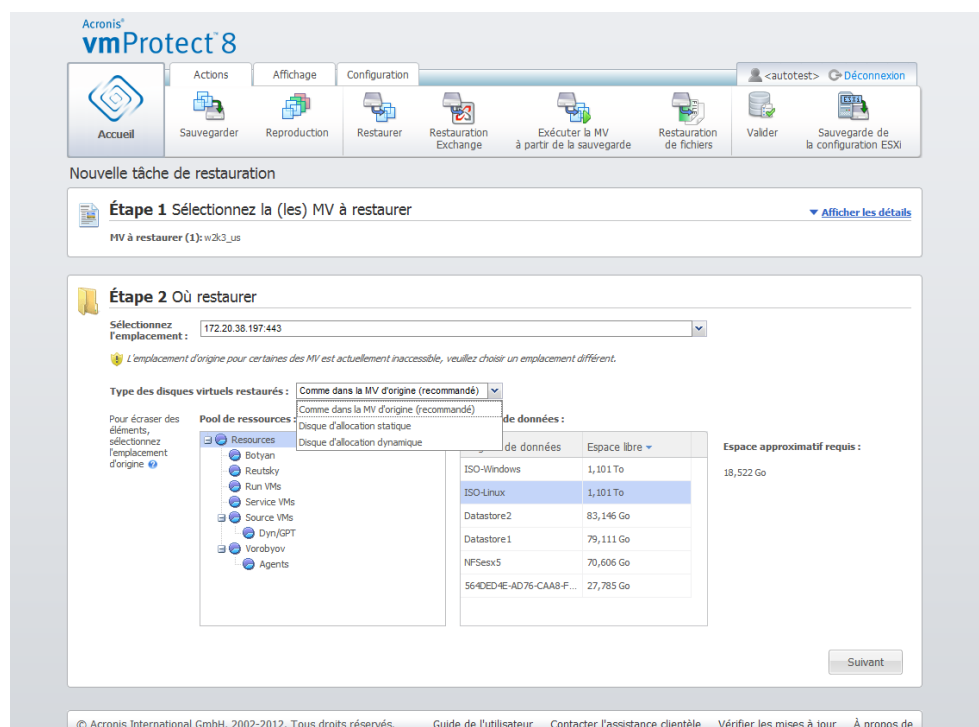 Acronis®
vmProtect™ 8
Actions Affichage Configuration
<autotest> Déconnexion
Accueil
Sauvegarder
Reproduction
Restaurer
Restauration
Exchange
Exécuter la MV
à partir de la sauvegarde
Restauration
de fichiers
Valider
Sauvegarde de
la configuration ESXi
Nouvelle tâche de restauration
Étape 1 Sélectionnez la (les) MV à restaurer
Afficher les détails
MV à restaurer (1): w2k3_us
Étape 2 Où restaurer
Sélectionnez
l'emplacement :
172.20.38.197:443
L'emplacement d'origine pour certaines des MV est actuellement inaccessible, veuillez choisir un emplacement différent.
Type des disques virtuels restaurés : Comme dans la MV d'origine (recommandé)
Comme dans la MV d'origine (recommandé)
Disque d'allocation statique
Disque d'allocation dynamique
Pour écraser des
éléments,
sélectionnez
l'emplacement
d'origine
Pool de ressources :
Resources
Botyan
Reutsky
Run VMs
Service VMs
Source VMs
Dyn/GPT
Vorobyov
Agents
de données :
de données Espace libre
ISO-Windows 1,101 To
ISO-Linux 1,101 To
Datastore2 83,146 Go
Datastore1 79,111 Go
NFSesx5 70,606 Go
564DED4E-AD76-CAA8-F... 27,785 Go
Espace approximatif requis :
18,522 Go
Suivant
© Acronis International GmbH, 2002-2012. Tous droits réservés. Guide de l'utilisateur Contacter l'assistance clientèle Vérifier les mises à jour À propos de